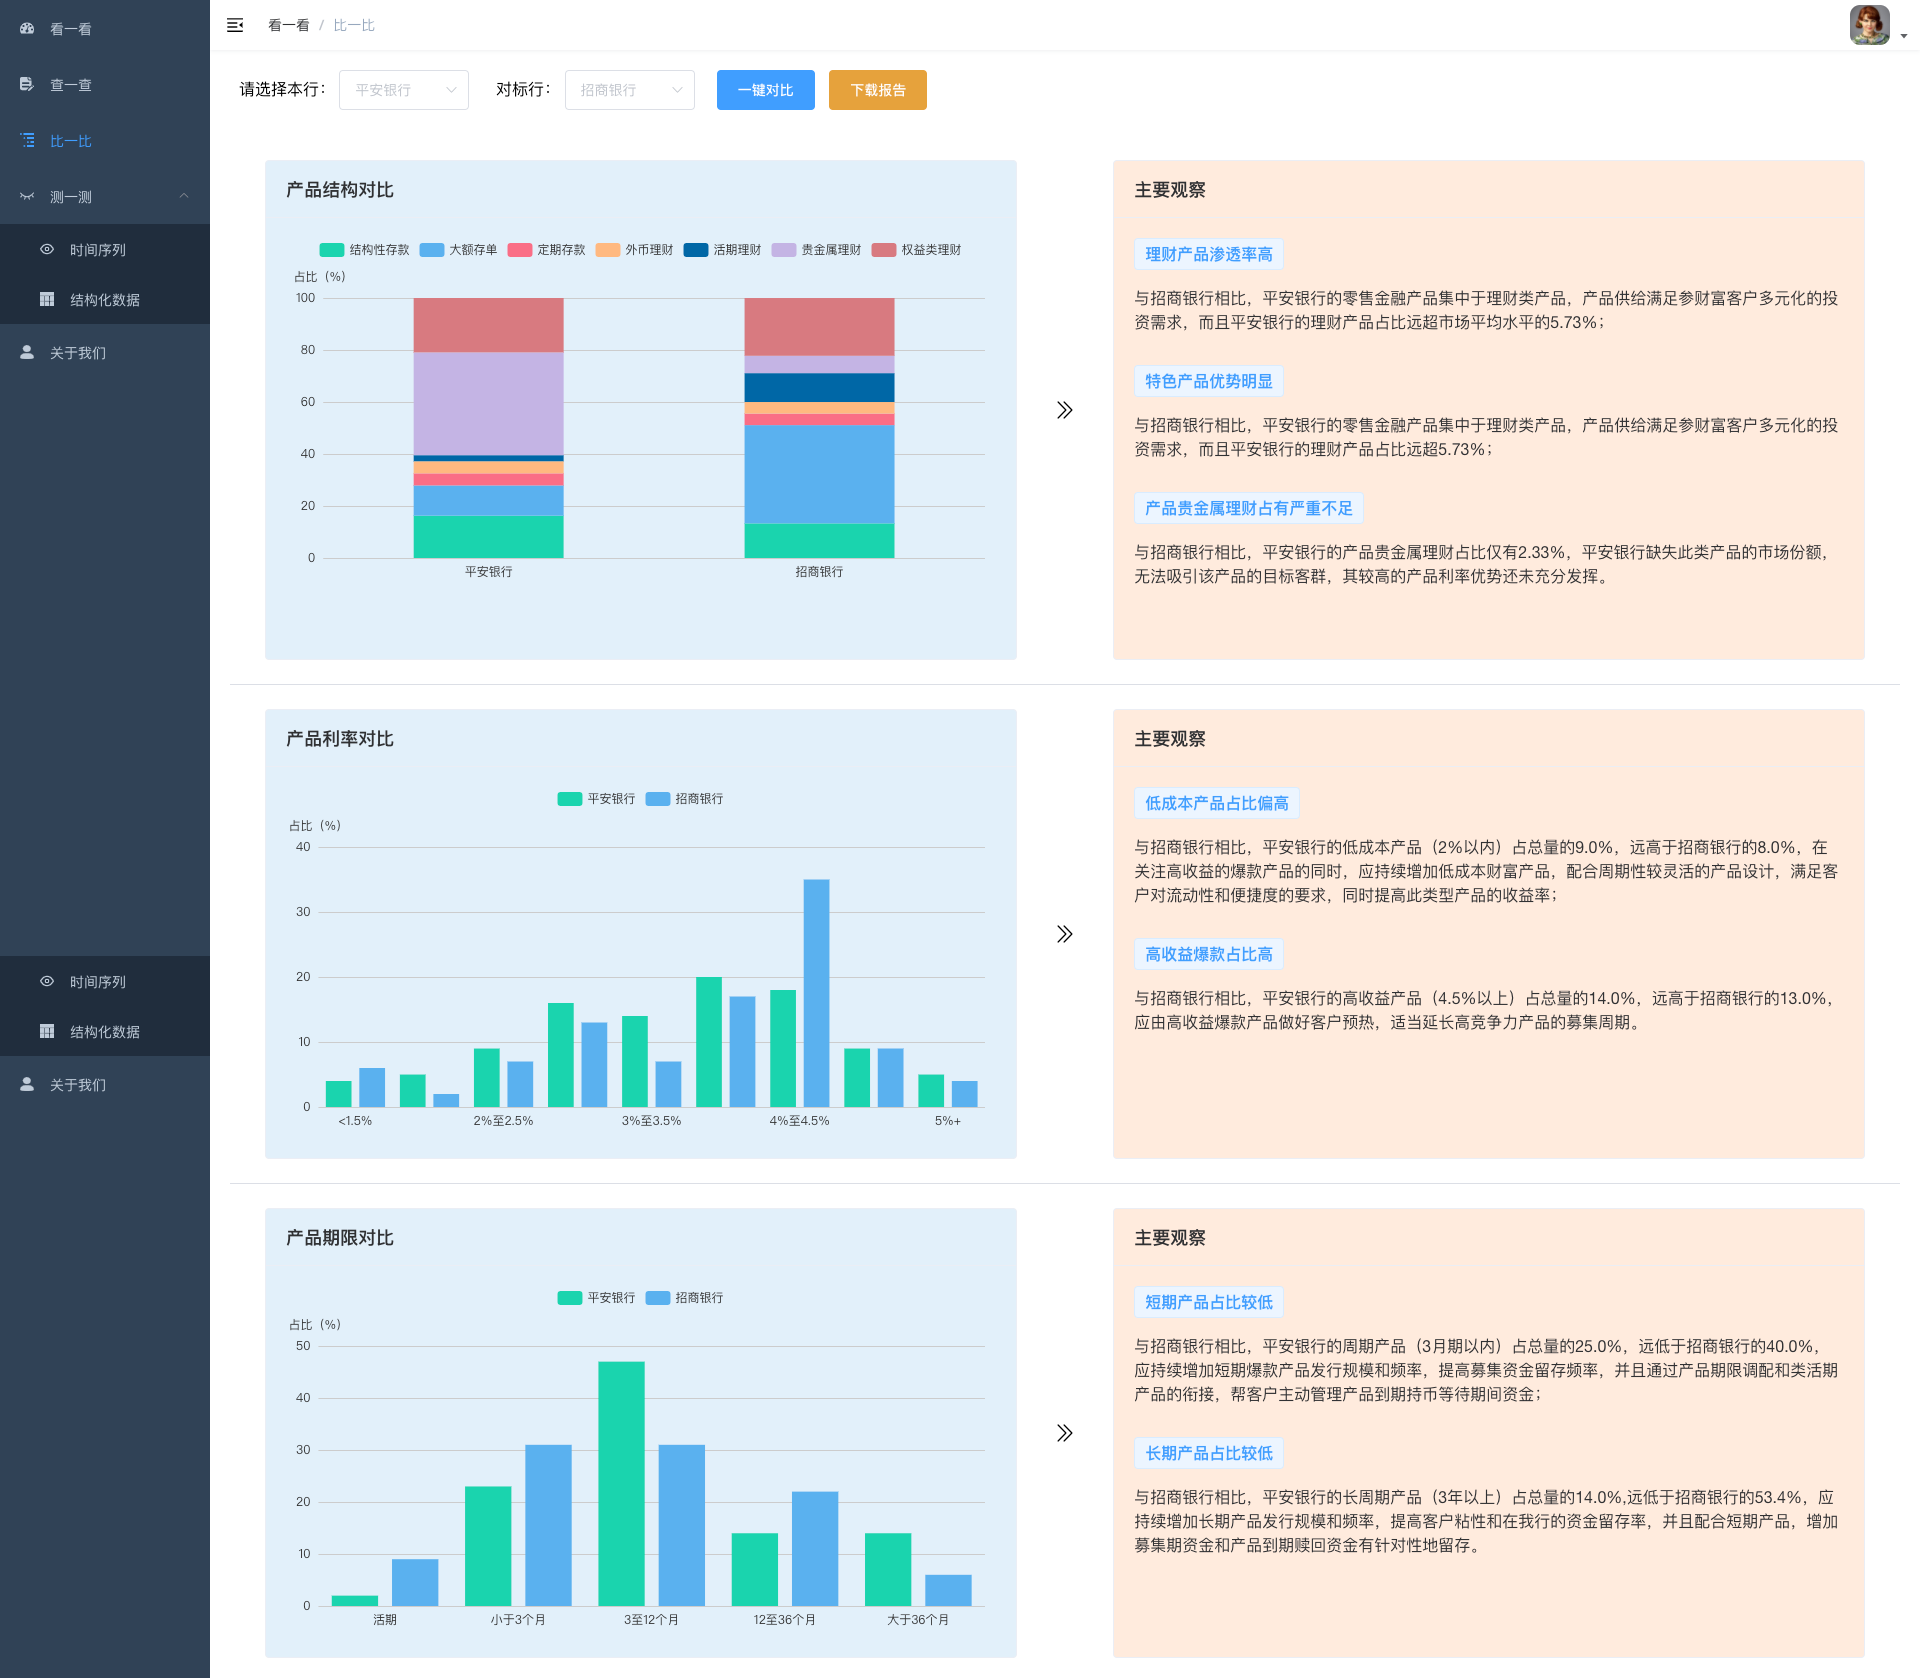 看一看
查一查
比一比
测一测
时间序列
结构化数据
关于我们
时间序列
结构化数据
关于我们
看一看 / 比一比
请选择本行： 平安银行 对标行： 招商银行 一键对比 下载报告
产品结构对比
结构性存款 大额存单 定期存款 外币理财 活期理财 贵金属理财 权益类理财
占比（%）
100
80
60
40
20
0
平安银行 招商银行
主要观察
理财产品渗透率高
与招商银行相比，平安银行的零售金融产品集中于理财类产品，产品供给满足参财富客户多元化的投
资需求，而且平安银行的理财产品占比远超市场平均水平的5.73%；
特色产品优势明显
与招商银行相比，平安银行的零售金融产品集中于理财类产品，产品供给满足参财富客户多元化的投
资需求，而且平安银行的理财产品占比远超5.73%；
产品贵金属理财占有严重不足
与招商银行相比，平安银行的产品贵金属理财占比仅有2.33%，平安银行缺失此类产品的市场份额，
无法吸引该产品的目标客群，其较高的产品利率优势还未充分发挥。
产品利率对比
平安银行 招商银行
占比（%）
40
30
20
10
0
<1.5% 2%至2.5% 3%至3.5% 4%至4.5% 5%+
主要观察
低成本产品占比偏高
与招商银行相比，平安银行的低成本产品（2%以内）占总量的9.0%，远高于招商银行的8.0%，在
关注高收益的爆款产品的同时，应持续增加低成本财富产品，配合周期性较灵活的产品设计，满足客
户对流动性和便捷度的要求，同时提高此类型产品的收益率；
高收益爆款占比高
与招商银行相比，平安银行的高收益产品（4.5%以上）占总量的14.0%，远高于招商银行的13.0%，
应由高收益爆款产品做好客户预热，适当延长高竞争力产品的募集周期。
产品期限对比
平安银行 招商银行
占比（%）
50
40
30
20
10
0
活期 小于3个月 3至12个月 12至36个月 大于36个月
主要观察
短期产品占比较低
与招商银行相比，平安银行的周期产品（3月期以内）占总量的25.0%，远低于招商银行的40.0%，
应持续增加短期爆款产品发行规模和频率，提高募集资金留存频率，并且通过产品期限调配和类活期
产品的衔接，帮客户主动管理产品到期持币等待期间资金；
长期产品占比较低
与招商银行相比，平安银行的长周期产品（3年以上）占总量的14.0%,远低于招商银行的53.4%，应
持续增加长期产品发行规模和频率，提高客户粘性和在我行的资金留存率，并且配合短期产品，增加
募集期资金和产品到期赎回资金有针对性地留存。